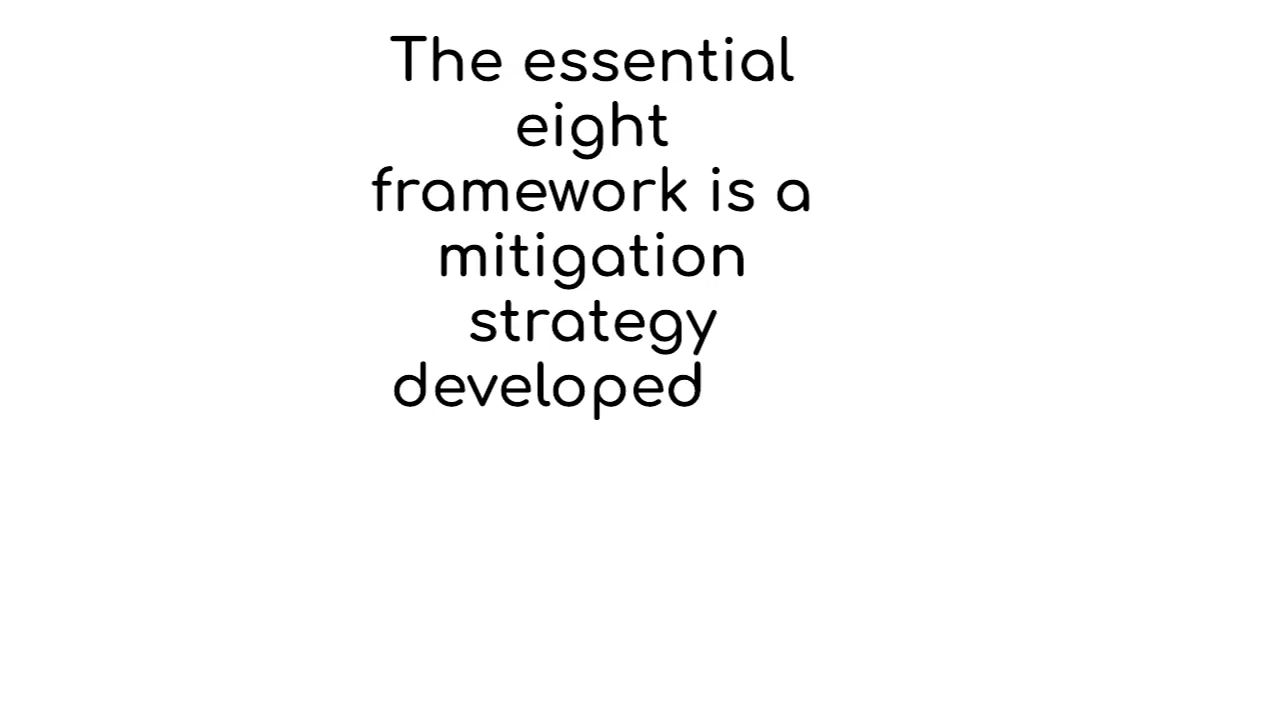 The essential
eight
framework is a
mitigation
strategy
developed